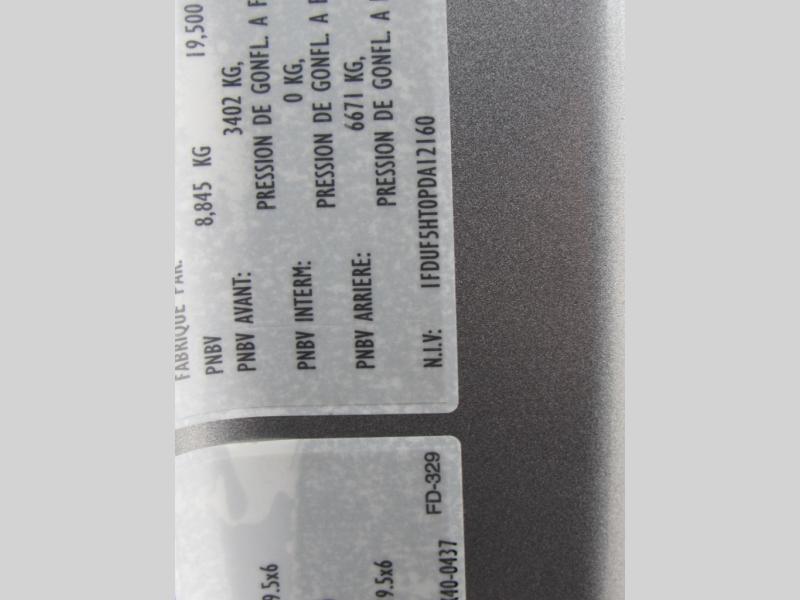 FABRIQUE PAR:
PNBV 8,845 KG 19,500
PNBV AVANT: 3402 KG,
PRESSION DE GONFL. A F
PNBV INTERM: 0 KG,
PRESSION DE GONFL. A
PNBV ARRIERE: 6671 KG,
PRESSION DE GONFL. A
N.I.V: 1FDUF5HT0PDA12160
9.5x6
9.5x6
FD-329
40-0437